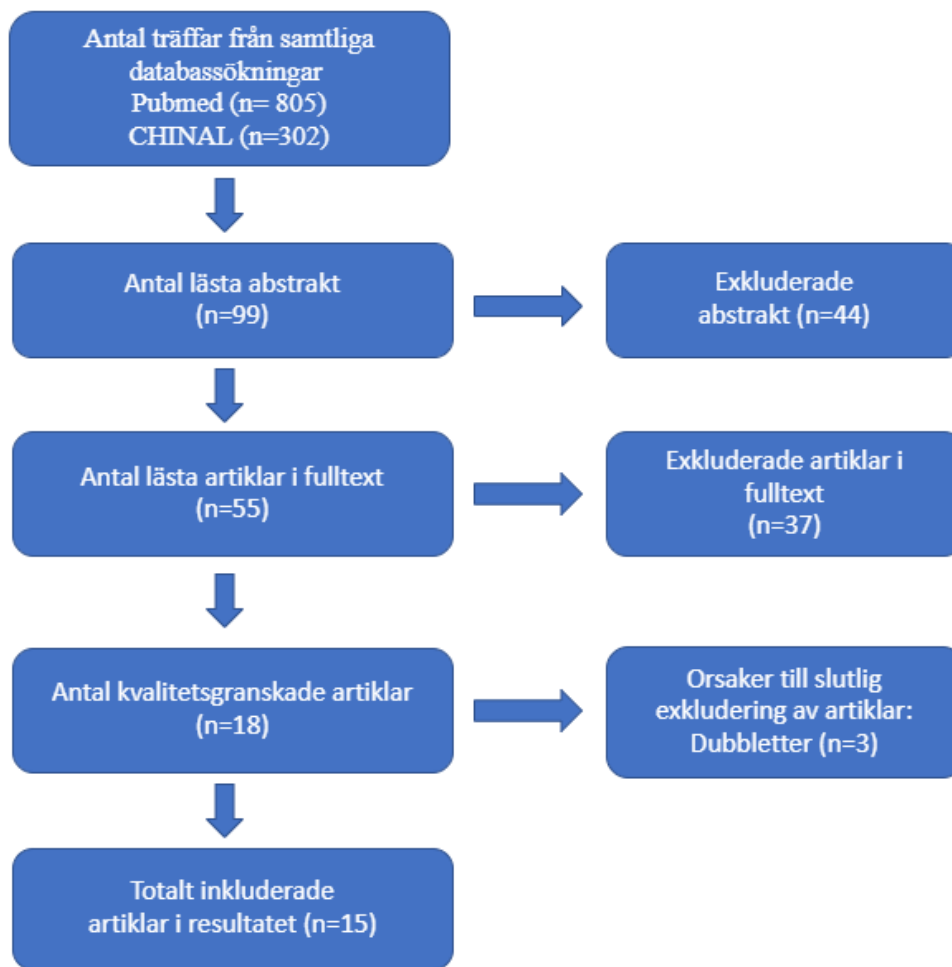 Antal träffar från samtliga
databassökningar
Pubmed (n= 805)
CHINAL (n=302)
Antal lästa abstrakt
(n=99)
Exkluderade
abstrakt (n=44)
Antal lästa artiklar i fulltext
(n=55)
Exkluderade artiklar i
fulltext
(n=37)
Antal kvalitetsgranskade artiklar
(n=18)
Orsaker till slutlig
exkludering av artiklar:
Dubbletter (n=3)
Totalt inkluderade
artiklar i resultatet (n=15)